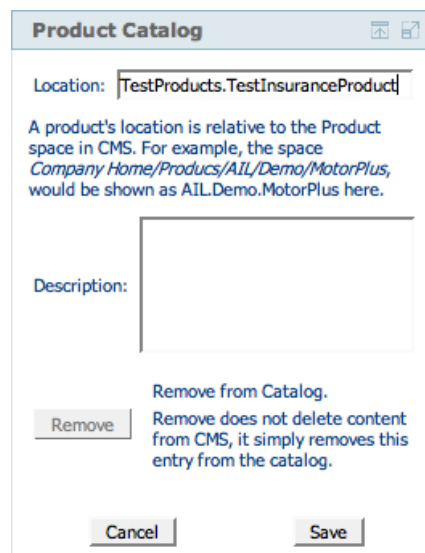 Product Catalog
Location: TestProducts.TestInsuranceProduct
A product's location is relative to the Product
space in CMS. For example, the space
Company Home/Producs/AIL/Demo/MotorPlus,
would be shown as AIL.Demo.MotorPlus here.
Description:
Remove from Catalog.
Remove Remove does not delete content
from CMS, it simply removes this
entry from the catalog.
Cancel Save